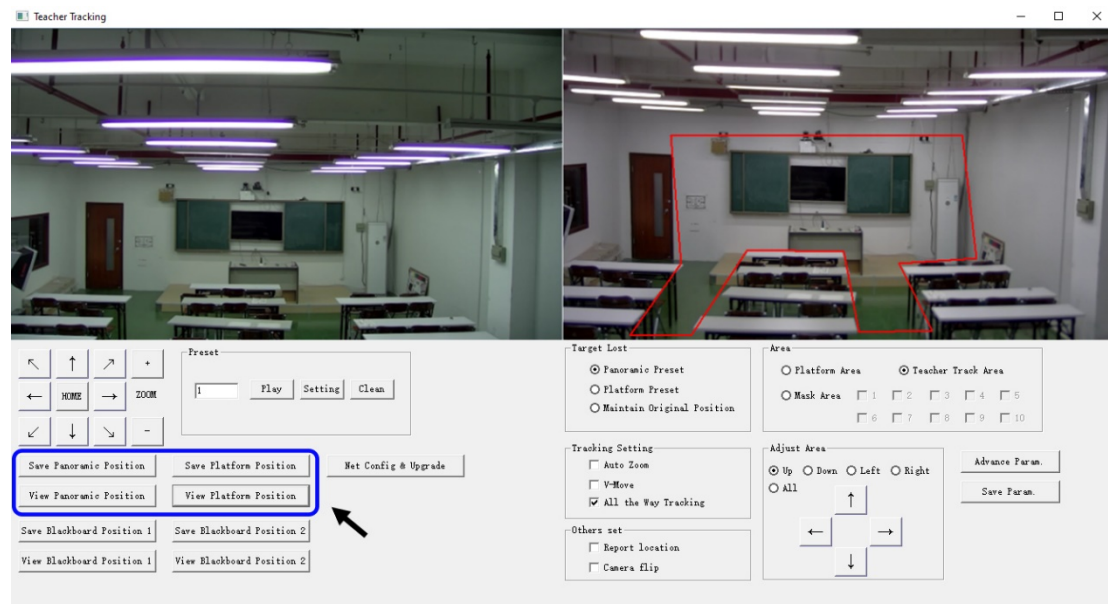 Teacher Tracking
Preset
1 Play Setting Clean
+
HOME ZOOM
-
Save Panoramic Position Save Platform Position Net Config & Upgrade
View Panoramic Position View Platform Position
Save Blackboard Position 1 Save Blackboard Position 2
View Blackboard Position 1 View Blackboard Position 2
Target Lost
Panoramic Preset
Platform Preset
Maintain Original Position
Area
Platform Area Teacher Track Area
Mask Area 1 2 3 4 5
6 7 8 9 10
Tracking Setting
Auto Zoom
V-Move
All the Way Tracking
Others set
Report location
Camera flip
Adjust Area
Up Down Left Right
All
Advance Param.
Save Param.